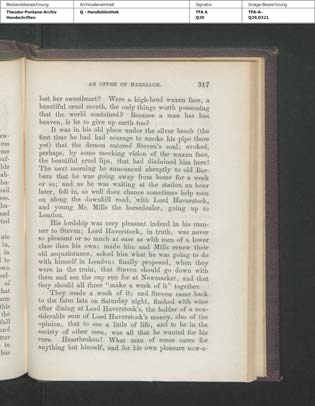 Bestandsbezeichnung Archivalieneinheit Signatur Image-Bezeichnung
Theodor-Fontane-Archiv Q - Handbibliothek TFA A TFA-A-
Handschriften Q29 Q29,0321
AN OFFER OF MARRIAGE. 317
lost her sweetheart? Were a high-bred waxen face, a
beautiful cruel mouth, the only things worth possessing
that the world contained? Because a man has lost
heaven, is he to give up earth too?
It was in his old place under the silver beech (the
first time he had had courage to smoke his pipe there
yet) that the demon entered Steven's soul; evoked,
perhaps, by some mocking vision of the waxen face,
the beautiful cruel lips, that had disdained him here!
The next morning he announced abruptly to old Bar-
bara that he was going away from home for a week
or so; and as he was waiting at the station an hour
later, fell in, so well does chance sometimes help men
on along the downhill road, with Lord Haverstock,
and young Mr. Mills the horsedealer, going up to
London.
His lordship was very pleasant indeed in his man-
ner to Steven; Lord Haverstock, in truth, was never
so pleasant or so much at ease as with men of a lower
class than his own: made him and Mills renew their
old acquaintance, asked him what he was going to do
with himself in London: finally proposed, when they
were in the train, that Steven should go down with
them and see the cup run for at Newmarket, and that
they should all three "make a week of it" together.
They made a week of it; and Steven came back
to the farm late on Saturday night, flushed with wine
after dining at Lord Haverstock's, the holder of a con-
siderable sum of Lord Haverstock's money, also of the
opinion, that to see a little of life, and to be in the
society of other men, was all that he wanted for his
cure. Heartbroken! What man of sense cares for
anything but himself, and for his own pleasure now-a-